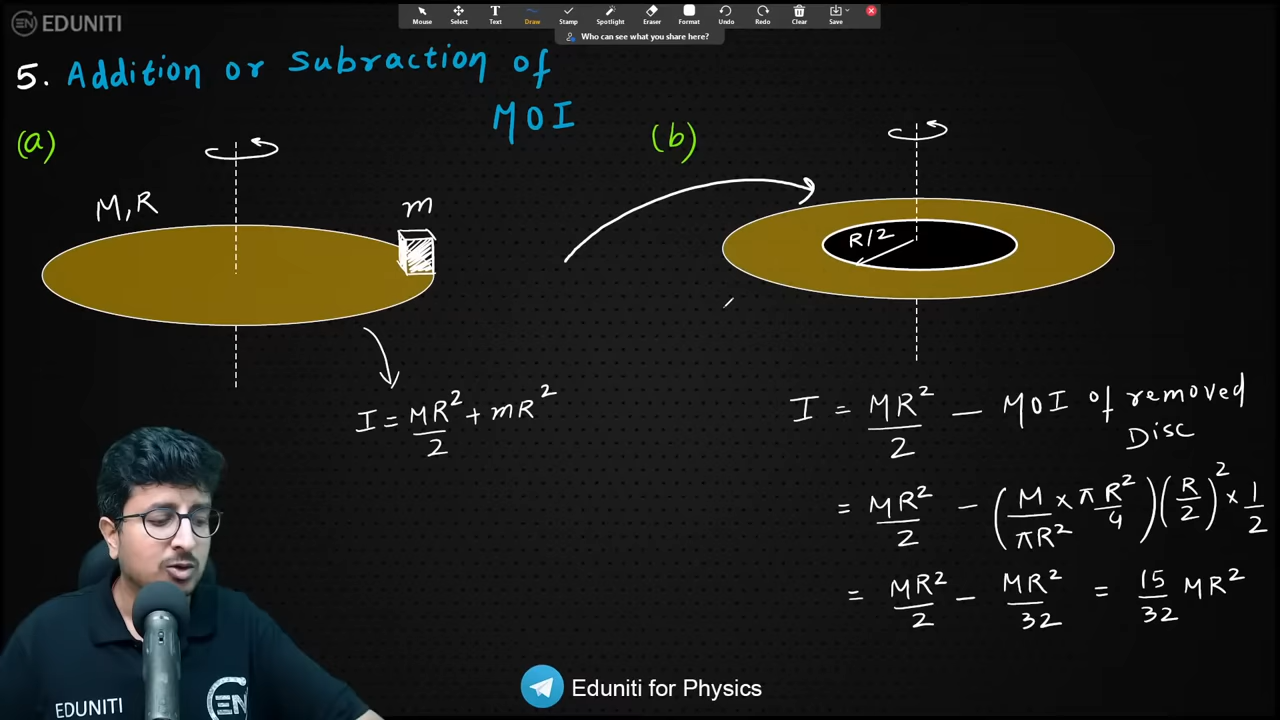 EDUNITI
Mouse Select Text Draw Stamp Spotlight Eraser Format Undo Redo Clear Save
Who can see what you share here?
5. Addition or Subraction of
MOI
(a)
M, R
m
I = MR²/2 + mR²
(b)
R/2
I = MR²/2 — MOI of removed
Disc
= MR²/2 − (M/πR² × πR²/4)(R/2)² × 1/2
= MR²/2 − MR²/32 = 15/32 MR²
EDUNITI
EN
Eduniti for Physics